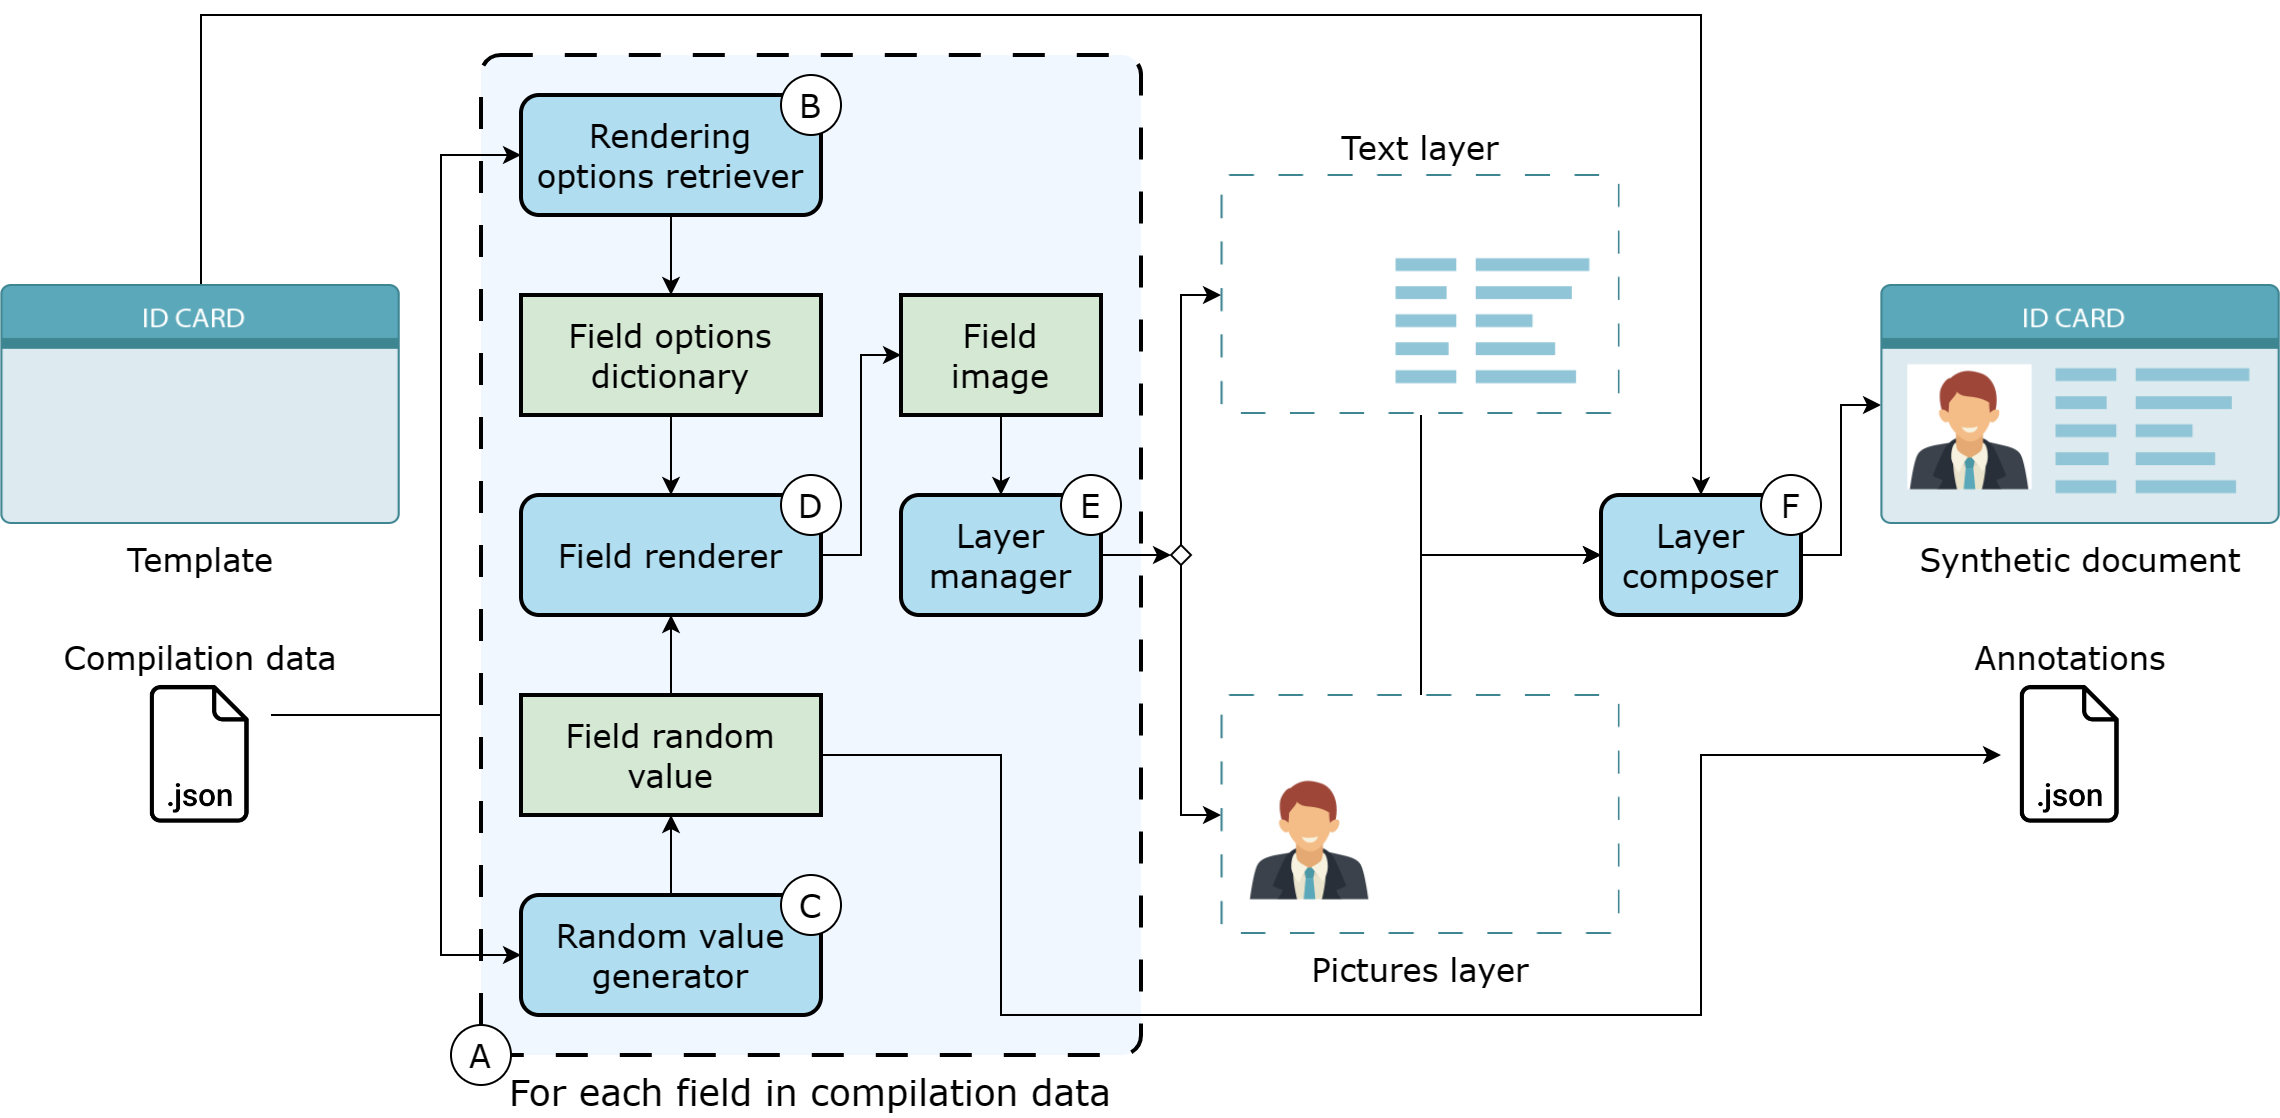 B
Rendering
options retriever
Text layer
ID CARD
Field options
dictionary
Field
image
ID CARD
D
Field renderer
E
Layer
manager
F
Layer
composer
Template
Synthetic document
Compilation data
.json
Field random
value
Annotations
.json
C
Random value
generator
Pictures layer
A
For each field in compilation data